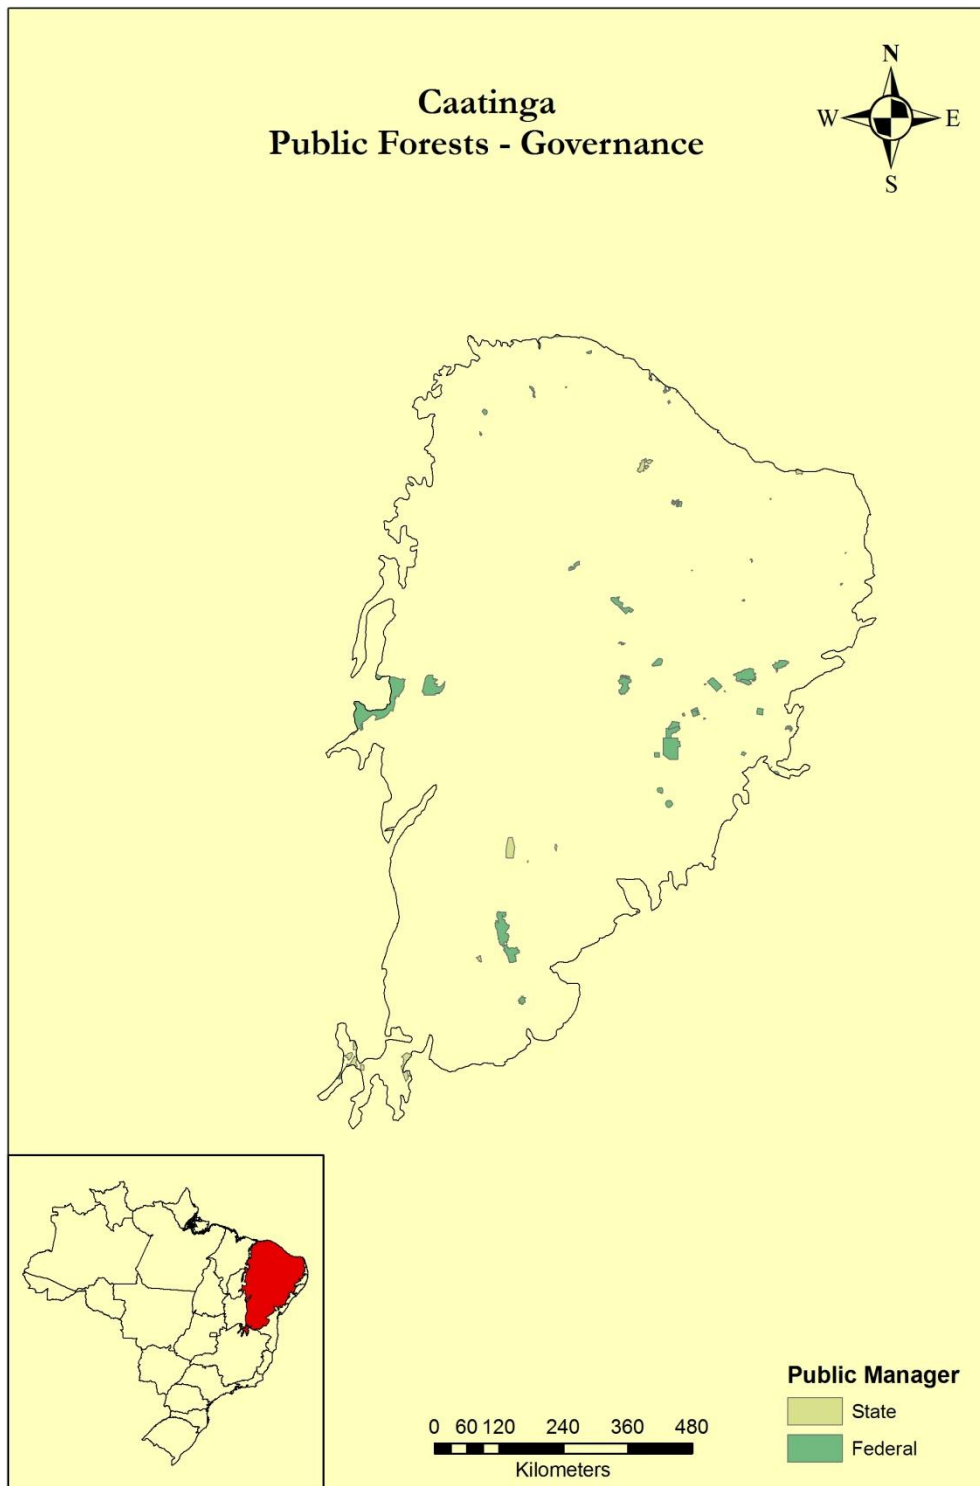 Caatinga
Public Forests - Governance
N
W E
S
Public Manager
State
Federal
0 60 120 240 360 480
Kilometers